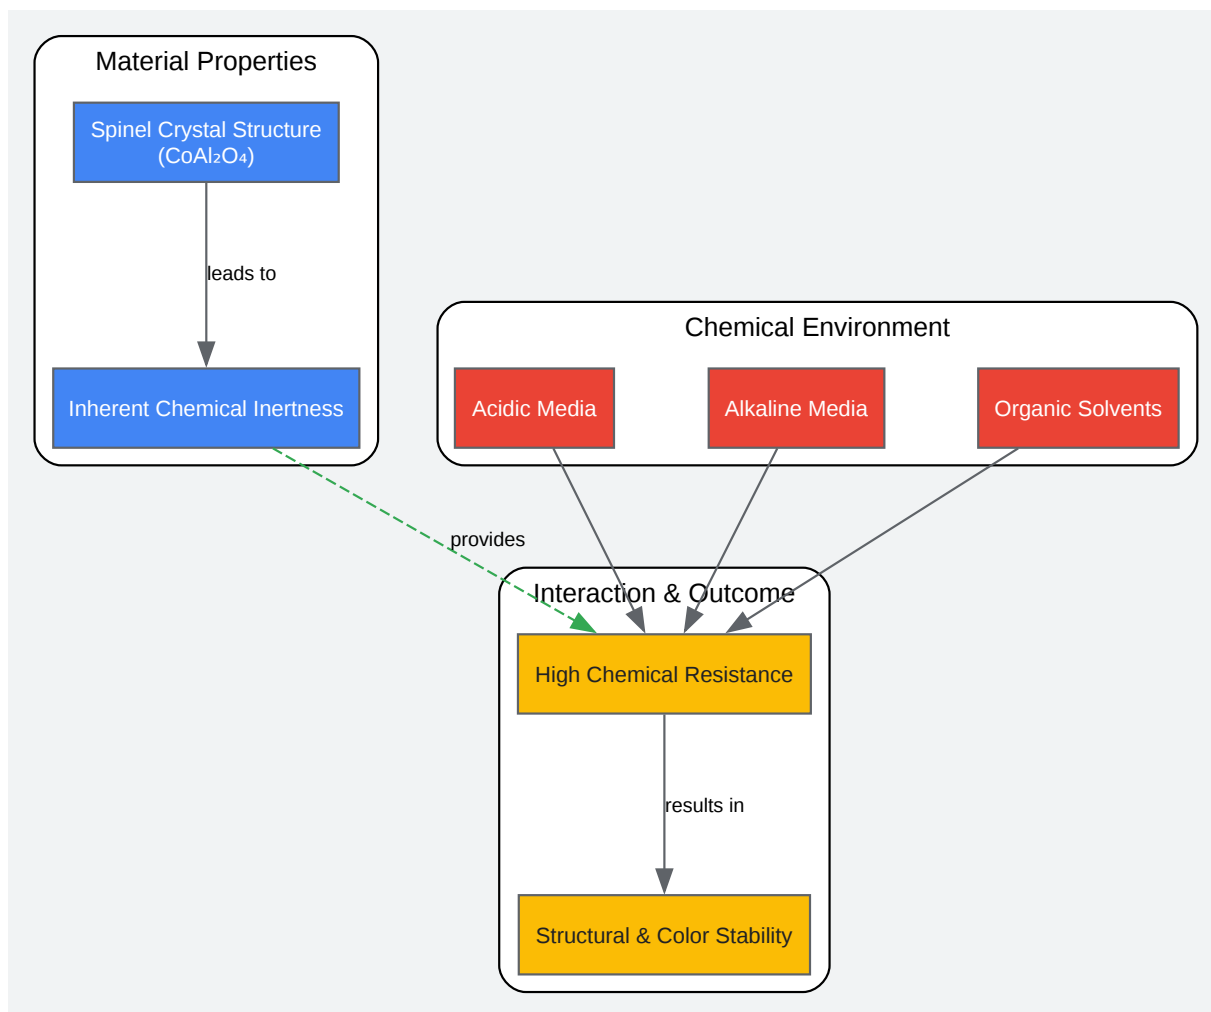 Material Properties
Spinel Crystal Structure
(CoAl₂O₄)
leads to
Inherent Chemical Inertness
Chemical Environment
Acidic Media
Alkaline Media
Organic Solvents
provides
Interaction & Outcome
High Chemical Resistance
results in
Structural & Color Stability